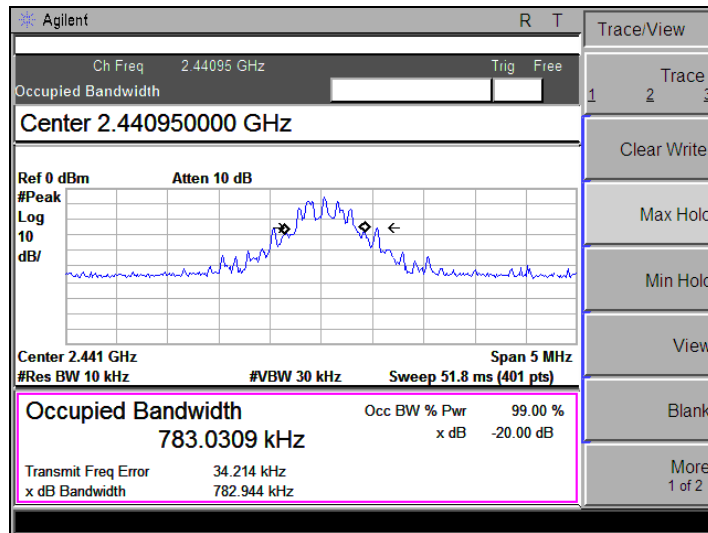 Agilent R T
Ch Freq 2.44095 GHz Trig Free
Occupied Bandwidth
Center 2.440950000 GHz
Ref 0 dBm Atten 10 dB
#Peak
Log
10
dB/
Center 2.441 GHz Span 5 MHz
#Res BW 10 kHz #VBW 30 kHz Sweep 51.8 ms (401 pts)
Occupied Bandwidth Occ BW % Pwr 99.00 %
783.0309 kHz x dB -20.00 dB
Transmit Freq Error 34.214 kHz
x dB Bandwidth 782.944 kHz
Trace/View
Trace
1 2 3
Clear Write
Max Hold
Min Hold
View
Blank
More
1 of 2